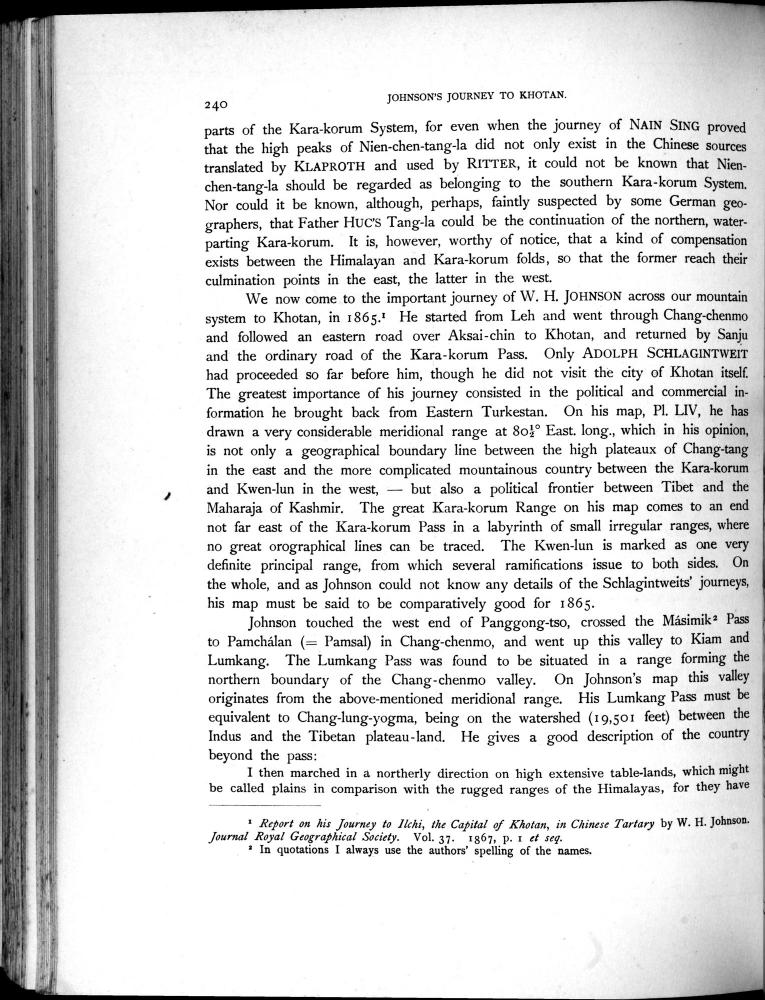 240
JOHNSON'S JOURNEY TO KHOTAN.
parts of the Kara-korum System, for even when the journey of NAIN SING proved
that the high peaks of Nien-chen-tang-la did not only exist in the Chinese sources
translated by KLAPROTH and used by RITTER, it could not be known that Nien-
chen-tang-la should be regarded as belonging to the southern Kara-korum System.
Nor could it be known, although, perhaps, faintly suspected by some German geo-
graphers, that Father HUC'S Tang-la could be the continuation of the northern, water-
parting Kara-korum. It is, however, worthy of notice, that a kind of compensation
exists between the Himalayan and Kara-korum folds, so that the former reach their
culmination points in the east, the latter in the west.
We now come to the important journey of W. H. JOHNSON across our mountain
system to Khotan, in 1865.¹ He started from Leh and went through Chang-chenmo
and followed an eastern road over Aksai-chin to Khotan, and returned by Sanju
and the ordinary road of the Kara-korum Pass. Only ADOLPH SCHLAGINTWEIT
had proceeded so far before him, though he did not visit the city of Khotan itself.
The greatest importance of his journey consisted in the political and commercial in-
formation he brought back from Eastern Turkestan. On his map, Pl. LIV, he has
drawn a very considerable meridional range at 80½° East. long., which in his opinion,
is not only a geographical boundary line between the high plateaux of Chang-tang
in the east and the more complicated mountainous country between the Kara-korum
and Kwen-lun in the west, — but also a political frontier between Tibet and the
Maharaja of Kashmir. The great Kara-korum Range on his map comes to an end
not far east of the Kara-korum Pass in a labyrinth of small irregular ranges, where
no great orographical lines can be traced. The Kwen-lun is marked as one very
definite principal range, from which several ramifications issue to both sides. On
the whole, and as Johnson could not know any details of the Schlagintweits' journeys,
his map must be said to be comparatively good for 1865.
Johnson touched the west end of Panggong-tso, crossed the Másimik² Pass
to Pamchálan (= Pamsal) in Chang-chenmo, and went up this valley to Kiam and
Lumkang. The Lumkang Pass was found to be situated in a range forming the
northern boundary of the Chang-chenmo valley. On Johnson's map this valley
originates from the above-mentioned meridional range. His Lumkang Pass must be
equivalent to Chang-lung-yogma, being on the watershed (19,501 feet) between the
Indus and the Tibetan plateau-land. He gives a good description of the country
beyond the pass:
I then marched in a northerly direction on high extensive table-lands, which might
be called plains in comparison with the rugged ranges of the Himalayas, for they have
¹ Report on his Journey to Ilchi, the Capital of Khotan, in Chinese Tartary by W. H. Johnson.
Journal Royal Geographical Society. Vol. 37. 1867, p. 1 et seq.
² In quotations I always use the authors' spelling of the names.